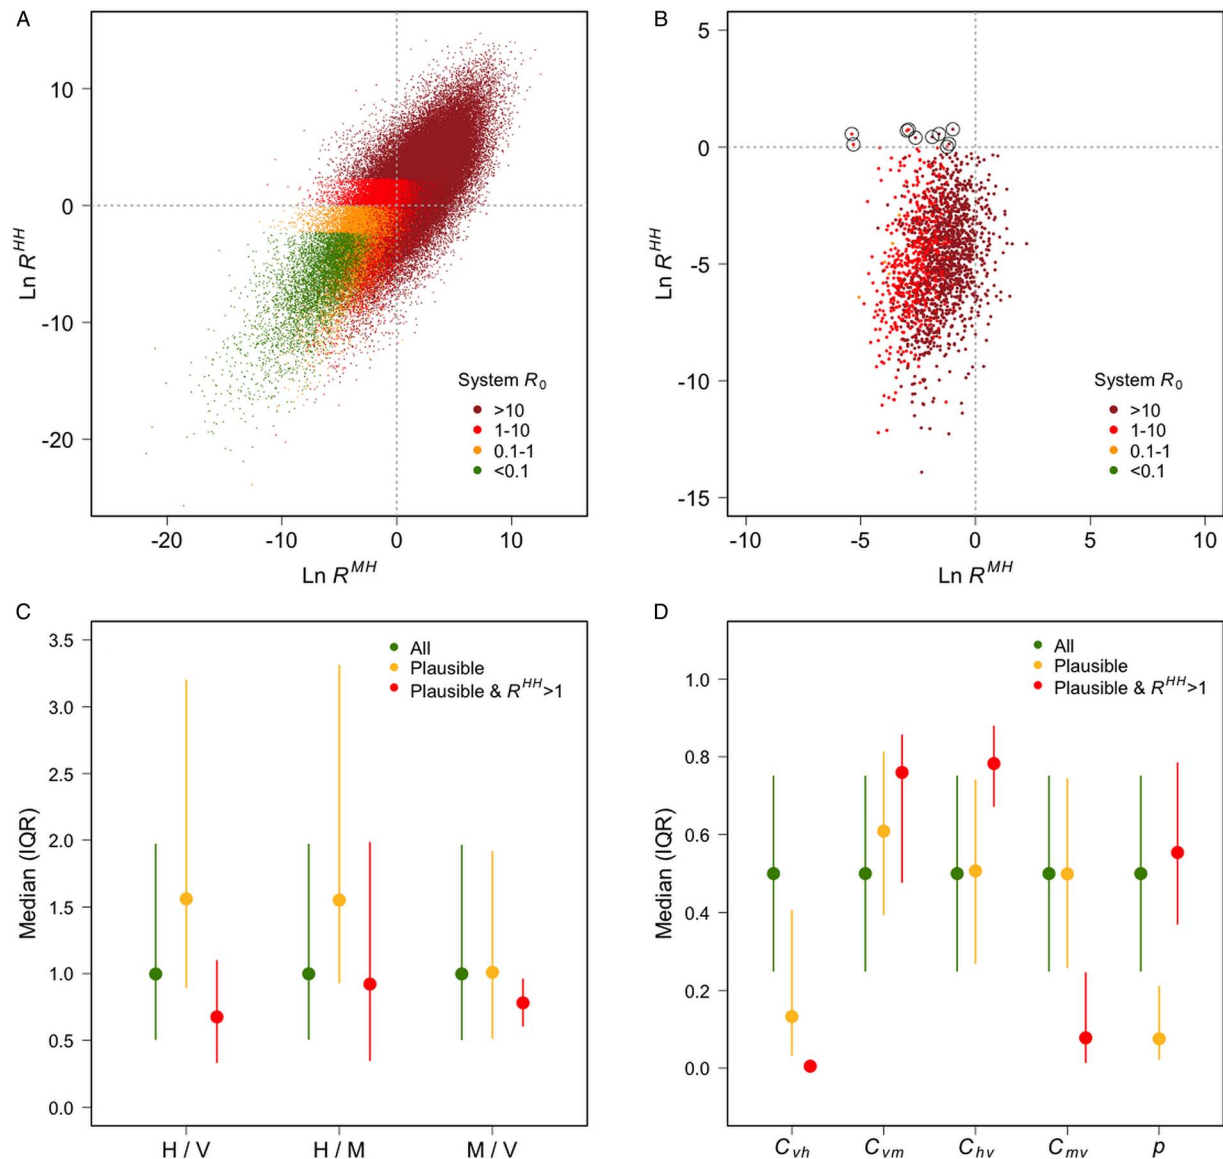 A
Ln R^HH
10
0
-10
-20
System R₀
>10
1-10
0.1-1
<0.1
-20
-10
0
10
Ln R^MH
B
Ln R^HH
5
0
-5
-10
-15
System R₀
>10
1-10
0.1-1
<0.1
-10
-5
0
5
10
Ln R^MH
C
Median (IQR)
3.5
3.0
2.5
2.0
1.5
1.0
0.5
0.0
All
Plausible
Plausible & R^HH>1
H / V
H / M
M / V
D
Median (IQR)
1.0
0.8
0.6
0.4
0.2
0.0
All
Plausible
Plausible & R^HH>1
C_vh
C_vm
C_hv
C_mv
p